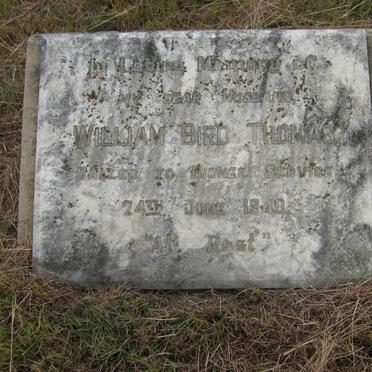 In Loving Memory of
my dear husband
William Bird Thomas
Called to Higher Service
24th June 1940.
"At Rest"